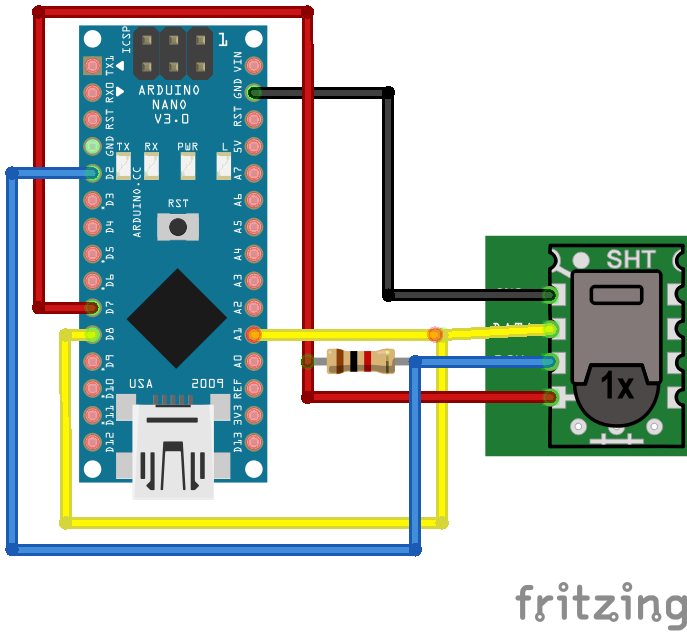 ICSP
1
TX1
RX0
RST
GND
D2
D3
D4
D5
D6
D7
D8
D9
D10
D11
D12
VIN
GND
RST
5V
A7
A6
A5
A4
A3
A2
A1
A0
REF
3V3
D13
ARDUINO
NANO
V3.0
TX RX PWR L
ARDUINO.CC
RST
USA 2009
SHT
DATA
1x
fritzing